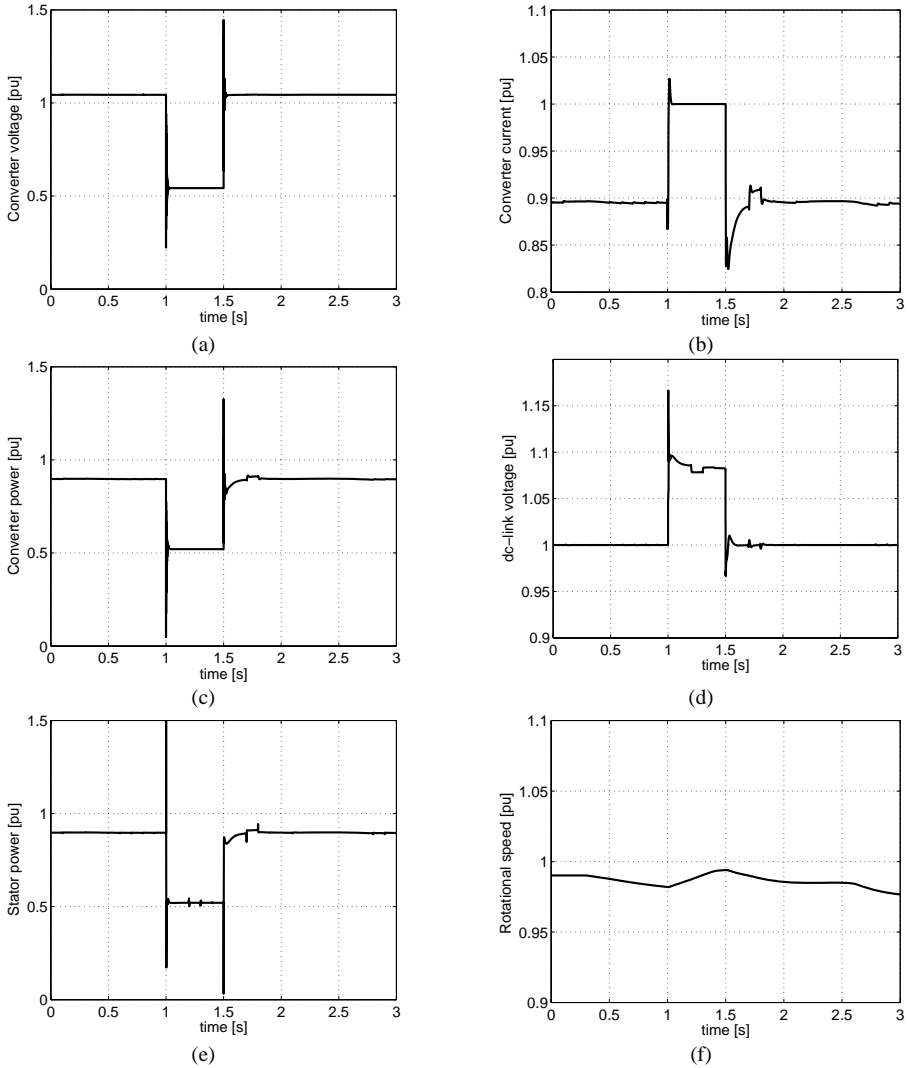 1.5
1
0.5
0
Converter voltage [pu]
0 0.5 1 1.5 2 2.5 3
time [s]
(a)
1.1
1.05
1
0.95
0.9
0.85
0.8
Converter current [pu]
0 0.5 1 1.5 2 2.5 3
time [s]
(b)
1.5
1
0.5
0
Converter power [pu]
0 0.5 1 1.5 2 2.5 3
time [s]
(c)
1.15
1.1
1.05
1
0.95
0.9
dc−link voltage [pu]
0 0.5 1 1.5 2 2.5 3
time [s]
(d)
1.5
1
0.5
0
Stator power [pu]
0 0.5 1 1.5 2 2.5 3
time [s]
(e)
1.1
1.05
1
0.95
0.9
Rotational speed [pu]
0 0.5 1 1.5 2 2.5 3
time [s]
(f)